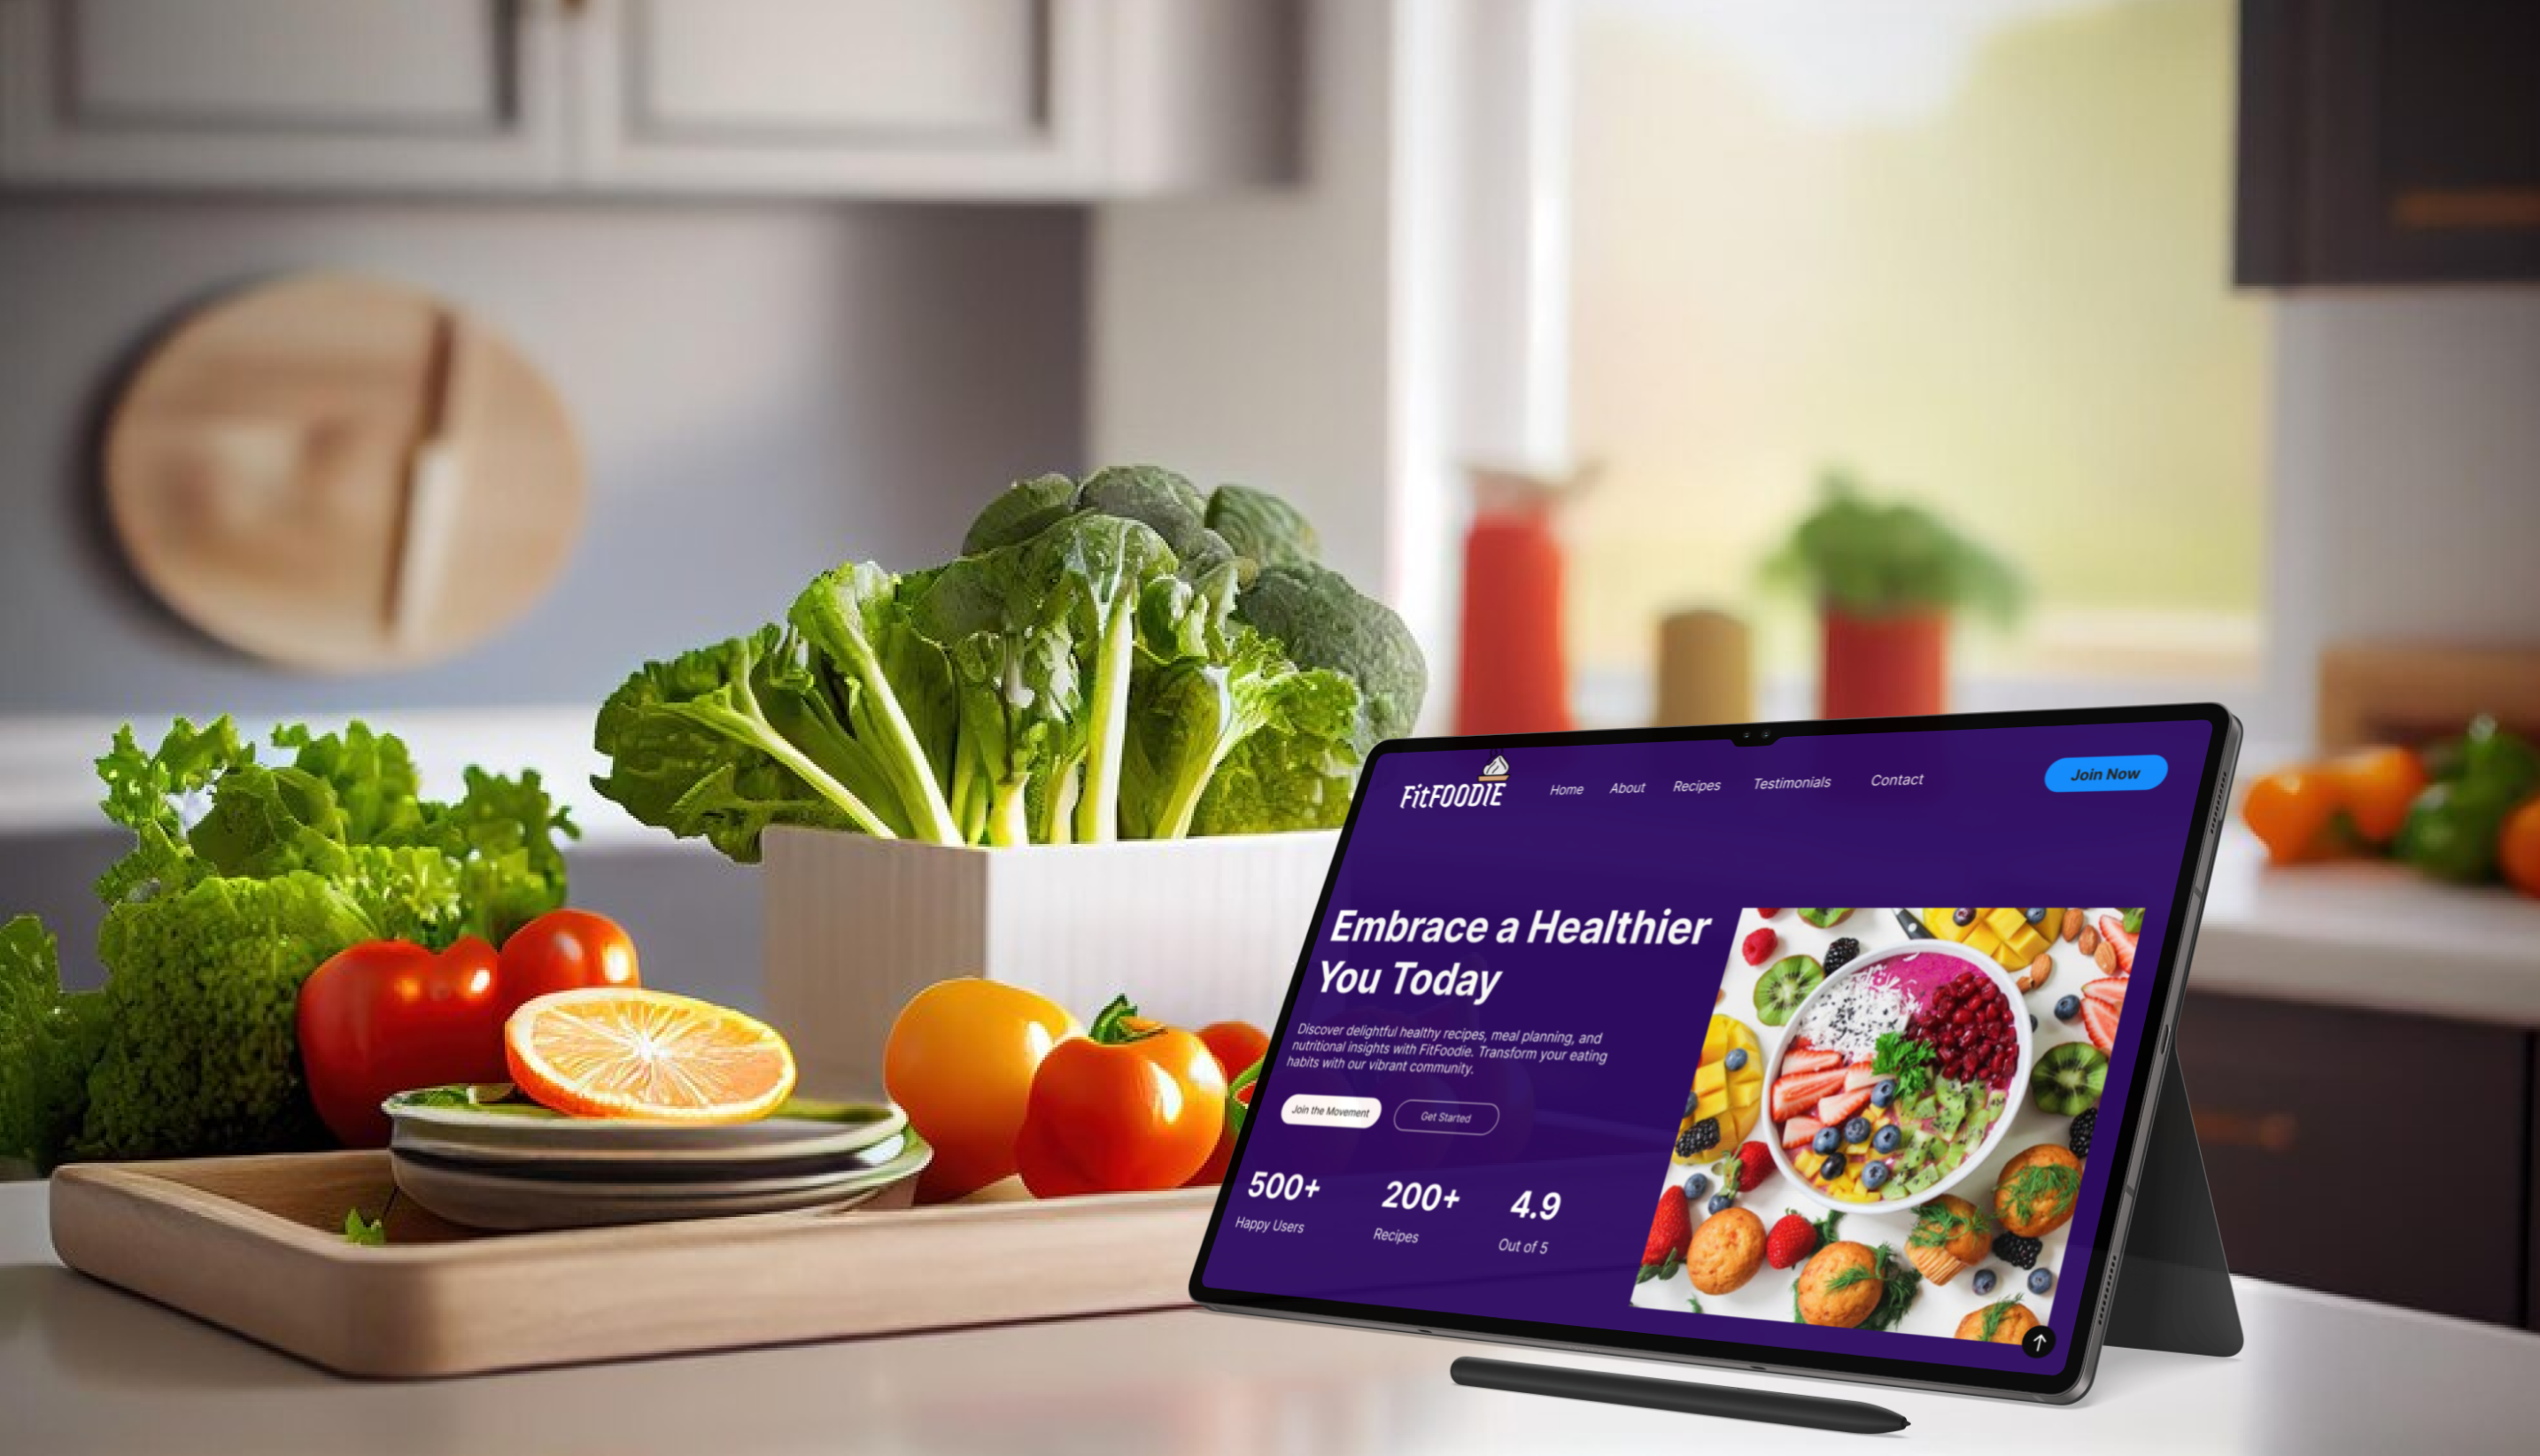 FitFOODIE
Home About Recipes Testimonials Contact
Join Now
Embrace a Healthier
You Today
Discover delightful healthy recipes, meal planning, and
nutritional insights with FitFoodie. Transform your eating
habits with our vibrant community.
Join the Movement Get Started
500+ 200+ 4.9
Happy Users Recipes Out of 5